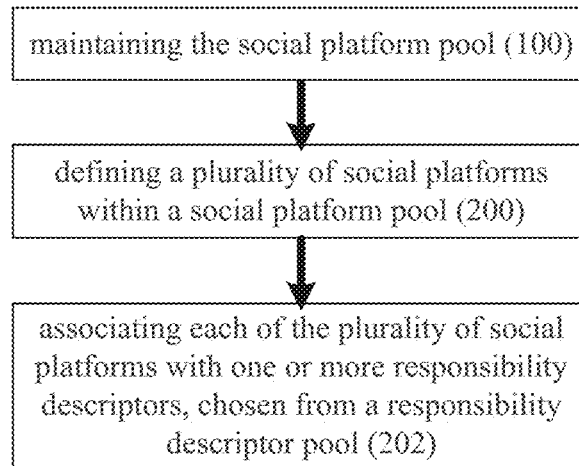 maintaining the social platform pool (100)
defining a plurality of social platforms
within a social platform pool (200)
associating each of the plurality of social
platforms with one or more responsibility
descriptors, chosen from a responsibility
descriptor pool (202)